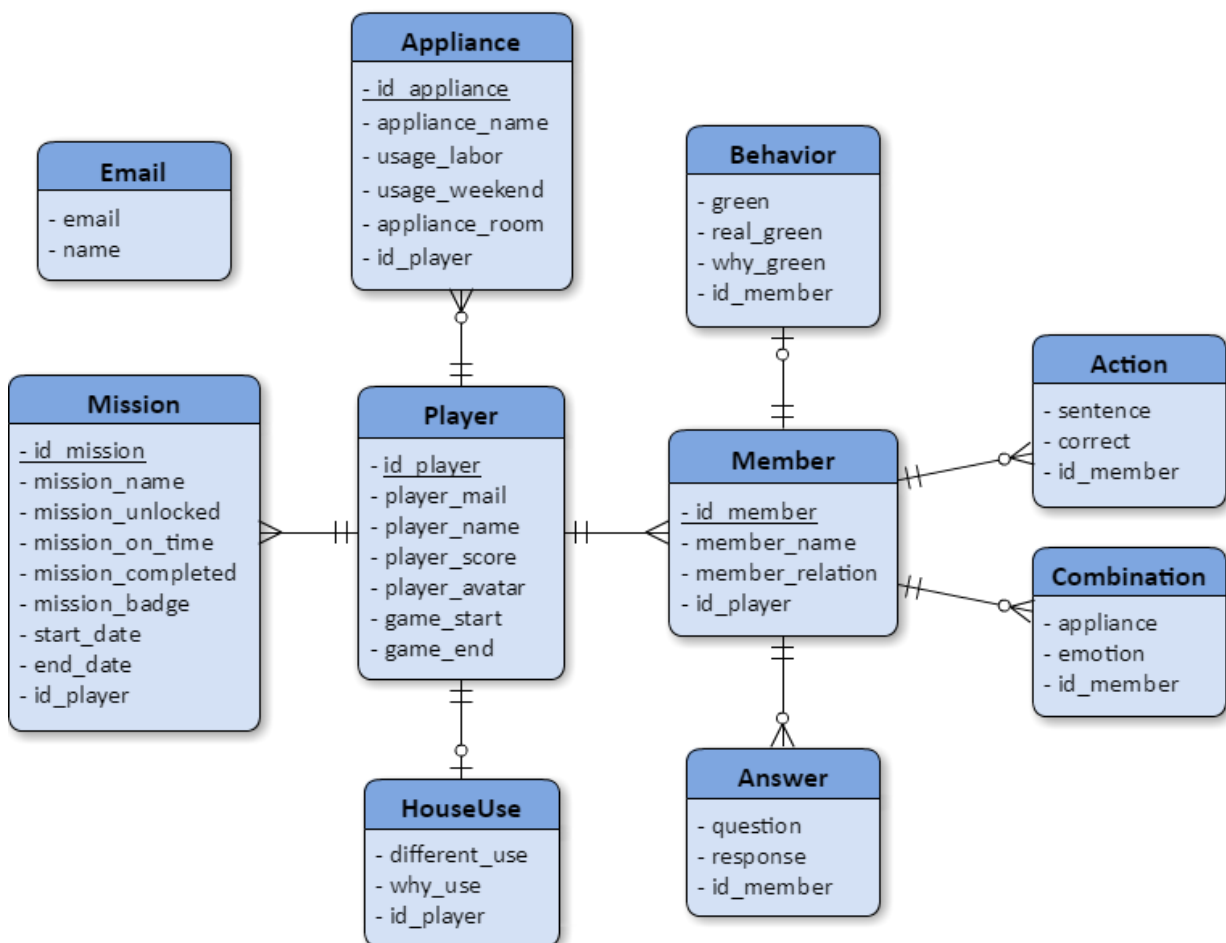 Appliance
- id_appliance
- appliance_name
- usage_labor
- usage_weekend
- appliance_room
- id_player
Email
- email
- name
Behavior
- green
- real_green
- why_green
- id_member
Mission
- id_mission
- mission_name
- mission_unlocked
- mission_on_time
- mission_completed
- mission_badge
- start_date
- end_date
- id_player
Player
- id_player
- player_mail
- player_name
- player_score
- player_avatar
- game_start
- game_end
Member
- id_member
- member_name
- member_relation
- id_player
Action
- sentence
- correct
- id_member
Combination
- appliance
- emotion
- id_member
HouseUse
- different_use
- why_use
- id_player
Answer
- question
- response
- id_member